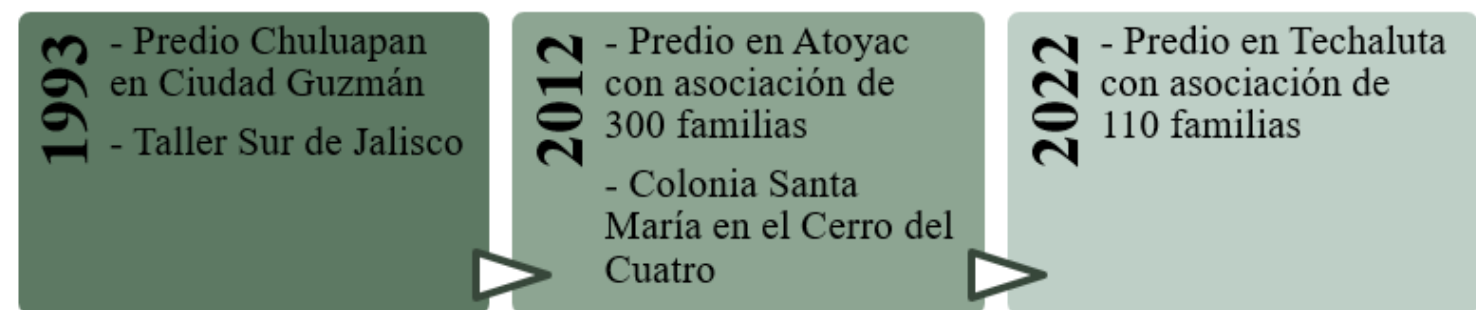 1993
- Predio Chuluapan
en Ciudad Guzmán
- Taller Sur de Jalisco
2012
- Predio en Atoyac
con asociación de
300 familias
- Colonia Santa
María en el Cerro del
Cuatro
2022
- Predio en Techaluta
con asociación de
110 familias